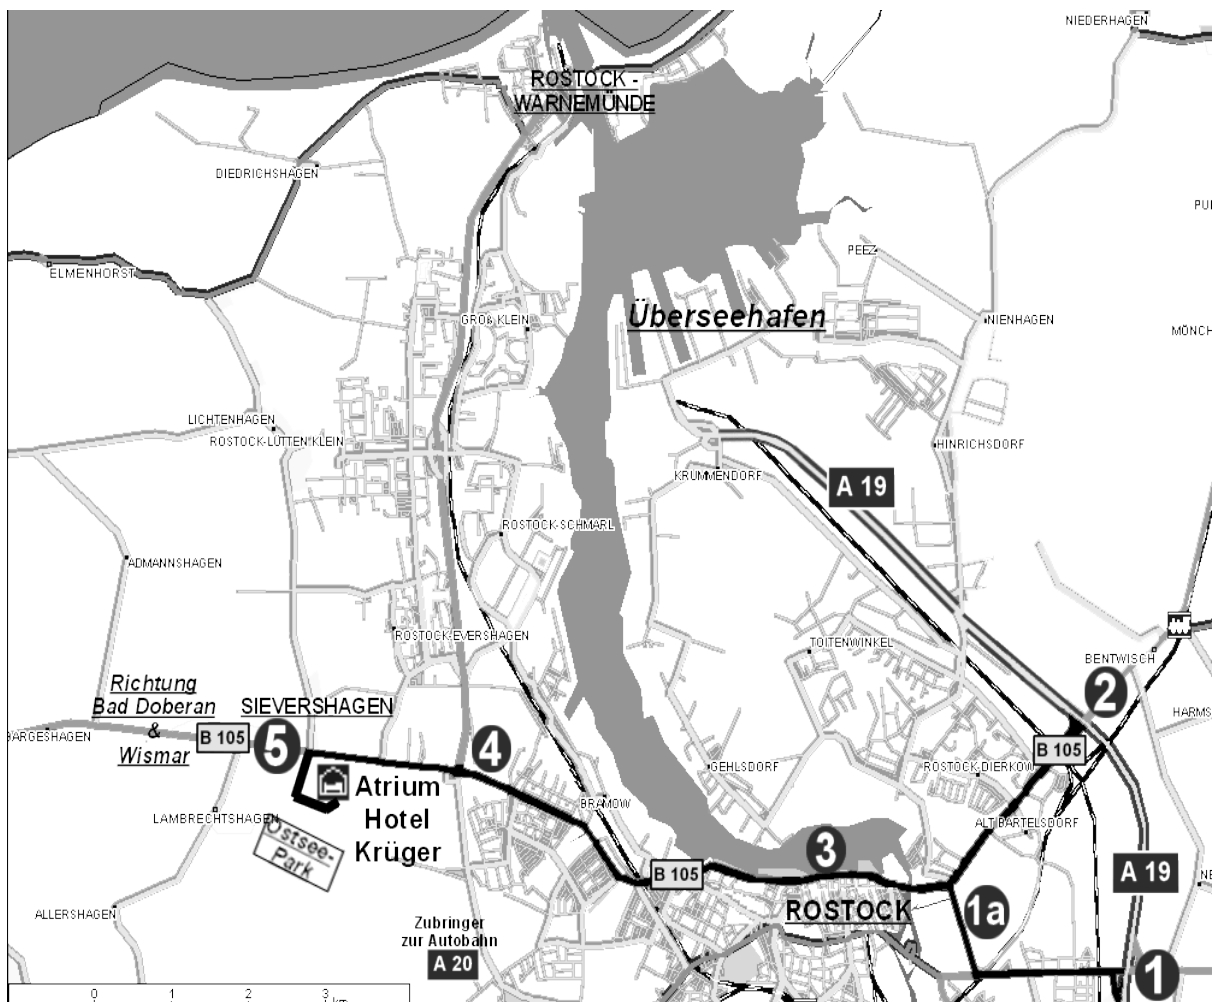 NIEDERHAGEN
ROSTOCK -
WARNEMÜNDE
DIEDRICHSHAGEN
PUI
PEEZ
ELMENHORST
GROß KLEIN
Überseehafen
NIENHAGEN
MÖNCH
LICHTENHAGEN
ROSTOCK-LÜTTEN KLEIN
HINRICHSDORF
KRUMMENDORF
A 19
ROSTOCK-SCHMARL
ADMANNSHAGEN
ROSTOCK-EVERSHAGEN
TOITENWINKEL
BENTWISCH
Richtung
Bad Doberan
&
Wismar
SIEVERSHAGEN
2
HARMS
BARGESHAGEN
B 105
5
4
B 105
GEHLSDORF
ROSTOCK-DIERKOW
Atrium
Hotel
Krüger
BRAMOW
LAMBRECHTSHAGEN
ALT BARTELSDORF
Ostsee-
Park
3
B 105
A 19
NE
ALLERSHAGEN
ROSTOCK
1a
Zubringer
zur Autobahn
A 20
1
0 1 2 3 km